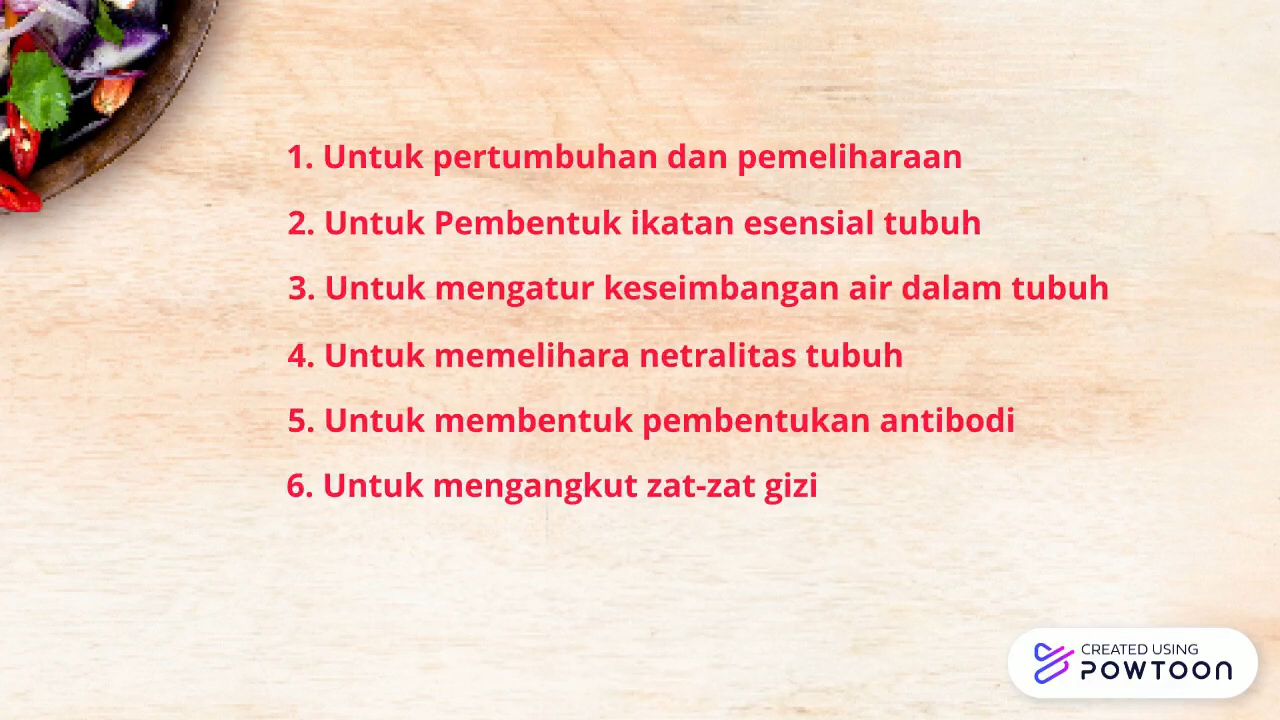 1. Untuk pertumbuhan dan pemeliharaan
2. Untuk Pembentuk ikatan esensial tubuh
3. Untuk mengatur keseimbangan air dalam tubuh
4. Untuk memelihara netralitas tubuh
5. Untuk membentuk pembentukan antibodi
6. Untuk mengangkut zat-zat gizi
CREATED USING
POWTOON